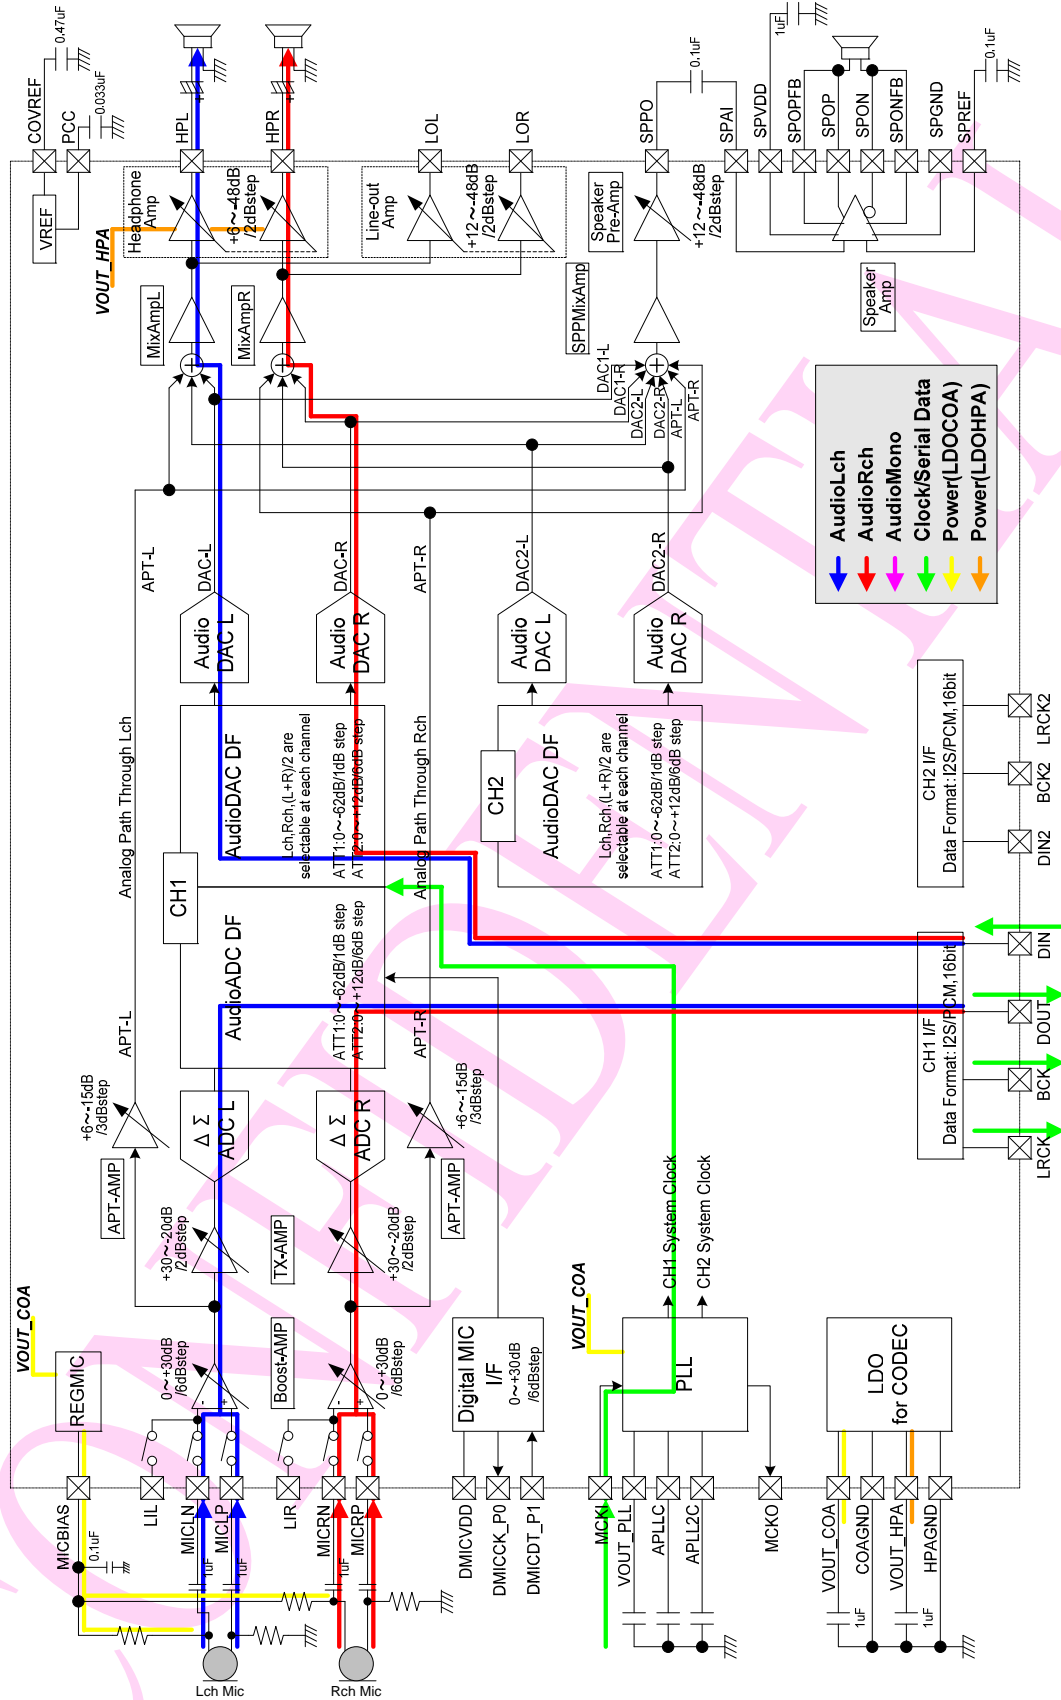 CONFIDENTIAL
VOUT_COA
REGMIC
MICBIAS
0.1uF
LIL
MICLN
MICLP
1uF
Lch Mic
0～+30dB
/6dBstep
-
+
Boost-AMP
LIR
MICRN
MICRP
1uF
Rch Mic
0～+30dB
/6dBstep
-
+
APT-AMP
+6～-15dB
/3dBstep
+30～-20dB
/2dBstep
TX-AMP
+30～-20dB
/2dBstep
APT-AMP
+6～-15dB
/3dBstep
Δ Σ
ADC L
Δ Σ
ADC R
APT-L
APT-R
AudioADC DF
ATT1:0～-62dB/1dB step
ATT2:0～+12dB/6dB step
CH1
Analog Path Through Lch
Analog Path Through Rch
AudioDAC DF
Lch,Rch,(L+R)/2 are
selectable at each channel
ATT1:0～-62dB/1dB step
ATT2:0～+12dB/6dB step
CH2
AudioDAC DF
Lch,Rch,(L+R)/2 are
selectable at each channel
ATT1:0～-62dB/1dB step
ATT2:0～+12dB/6dB step
Audio
DAC L
Audio
DAC R
Audio
DAC L
Audio
DAC R
APT-L
DAC-L
DAC-R
APT-R
DAC2-L
DAC2-R
MixAmpL
MixAmpR
SPPMixAmp
DAC1-L
DAC1-R
DAC2-L
DAC2-R
APT-L
APT-R
VOUT_HPA
VREF
COVREF
0.47uF
PCC
0.033uF
Headphone
Amp
+6～-48dB
/2dBstep
HPL
+
HPR
+
Line-out
Amp
+12～-48dB
/2dBstep
LOL
LOR
Speaker
Pre-Amp
+12～-48dB
/2dBstep
SPPO
0.1uF
SPAI
SPVDD
1uF
SPOPFB
SPOP
SPON
SPONFB
SPGND
SPREF
0.1uF
Speaker
Amp
Digital MIC
I/F
0～+30dB
/6dBstep
DMICVDD
DMICCK_P0
DMICDT_P1
VOUT_COA
PLL
CH1 System Clock
CH2 System Clock
MCKI
VOUT_PLL
APLLC
APLL2C
MCKO
LDO
for CODEC
VOUT_COA
COAGND
VOUT_HPA
HPAGND
1uF
1uF
CH1 I/F
Data Format: I2S/PCM,16bit
LRCK
BCK
DOUT
DIN
CH2 I/F
Data Format: I2S/PCM,16bit
DIN2
BCK2
LRCK2
AudioLch
AudioRch
AudioMono
Clock/Serial Data
Power(LDOCOA)
Power(LDOHPA)